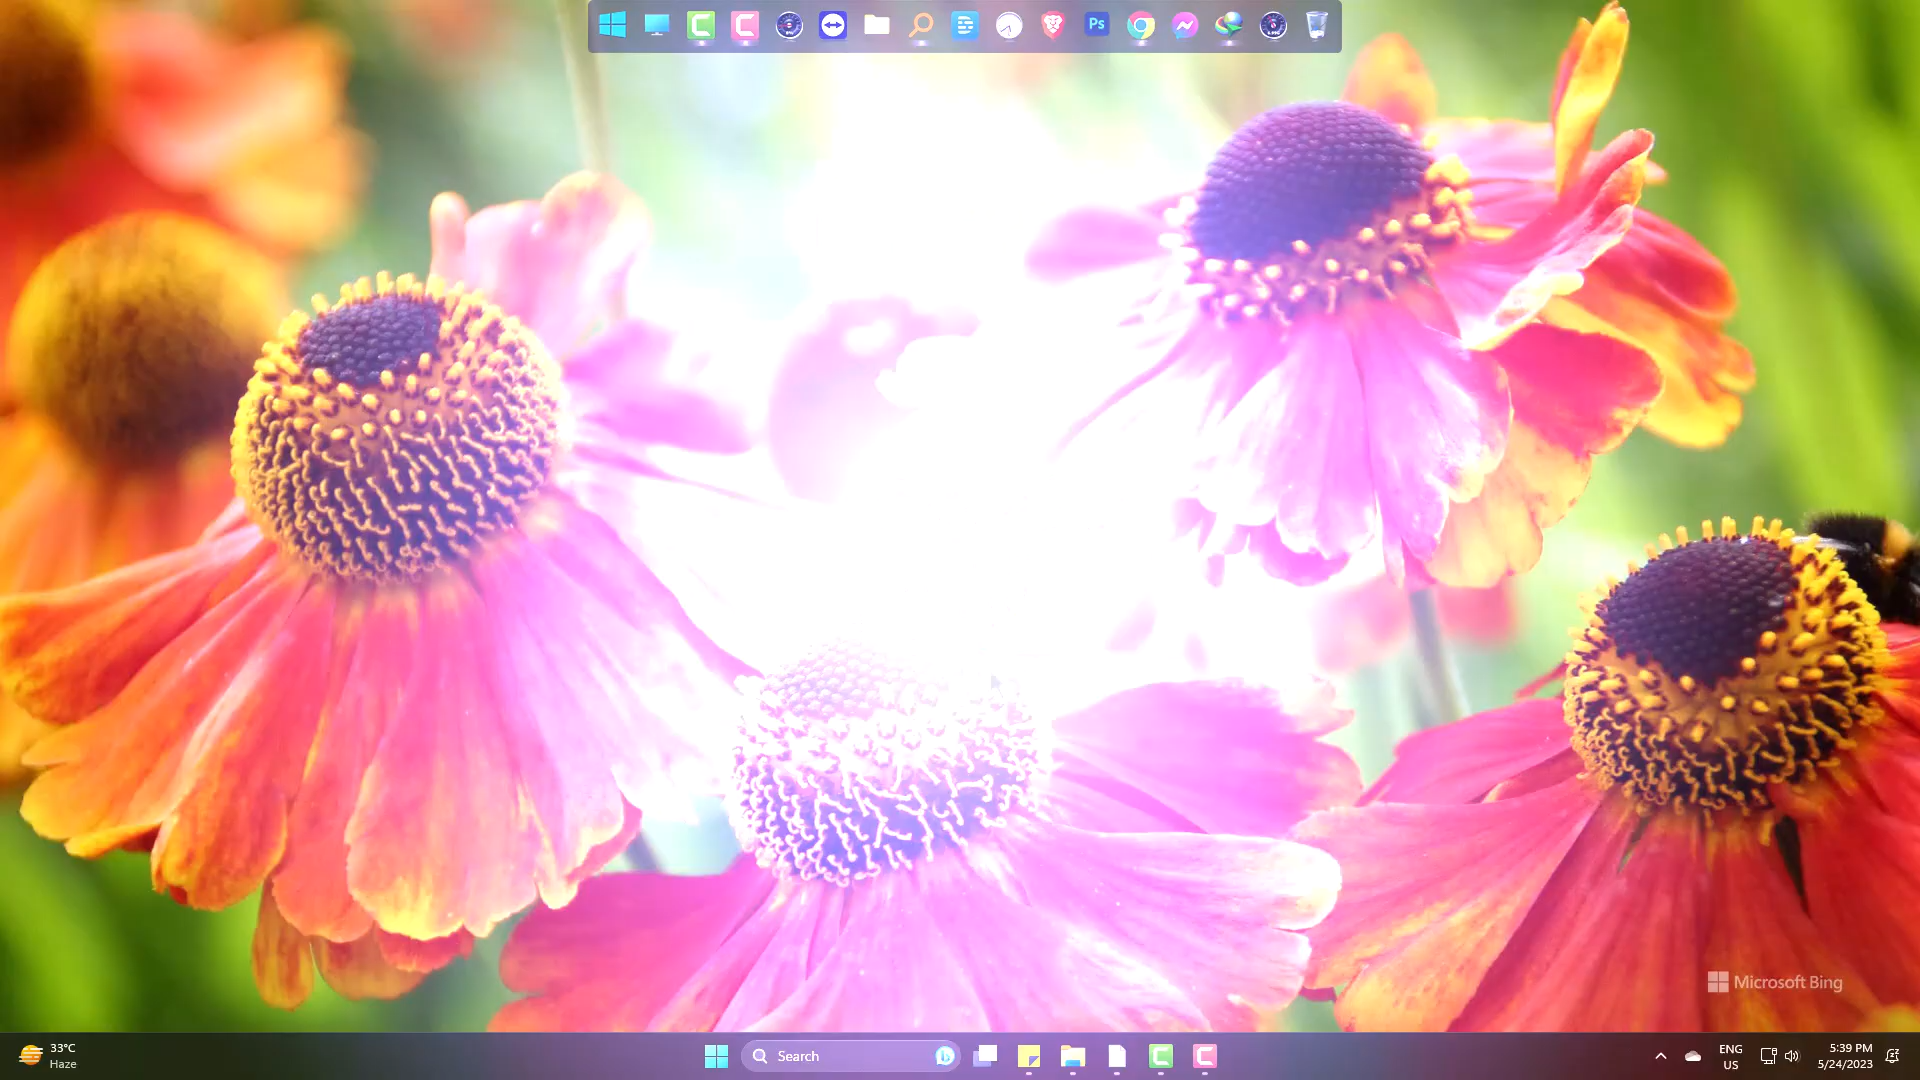 Ps
Microsoft Bing
33°C
Haze
Search
ENG
US
5:39 PM
5/24/2023